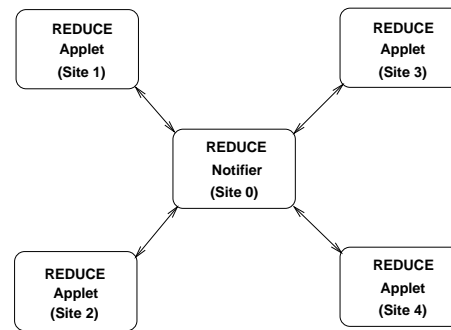 REDUCE
Applet
(Site 1)
REDUCE
Applet
(Site 3)
REDUCE
Notifier
(Site 0)
REDUCE
Applet
(Site 2)
REDUCE
Applet
(Site 4)